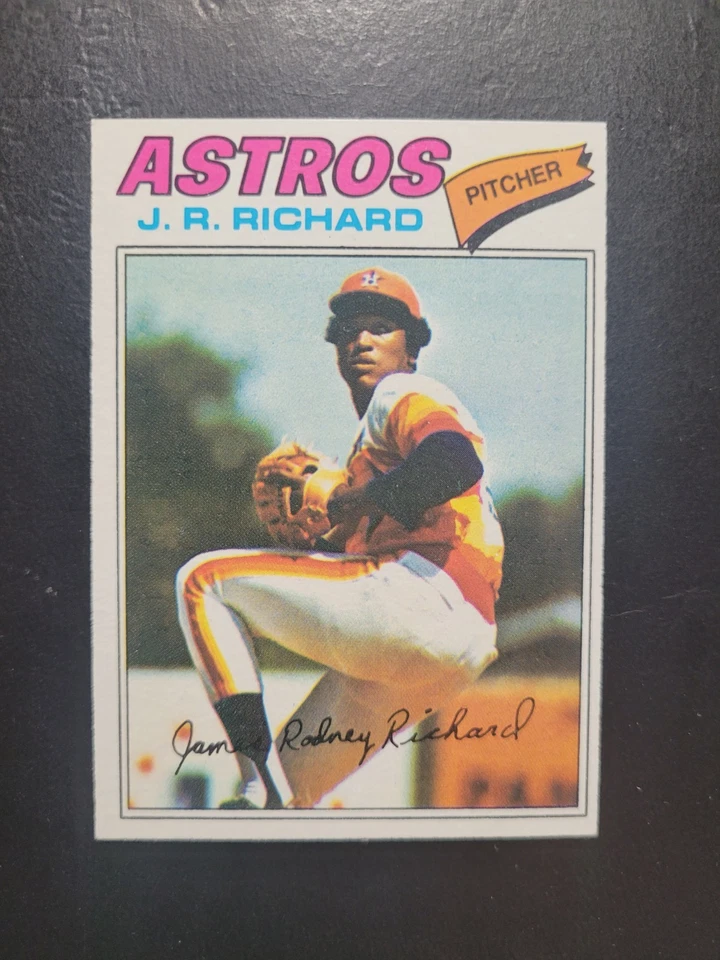 ASTROS
PITCHER
J. R. RICHARD
H
James Rodney Richard